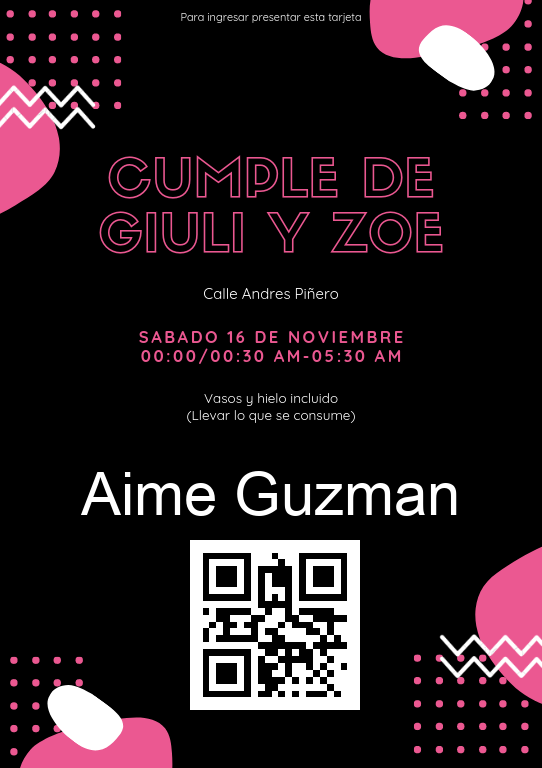 Para ingresar presentar esta tarjeta
CUMPLE DE
GIULI Y ZOE
Calle Andres Piñero
SABADO 16 DE NOVIEMBRE
00:00/00:30 AM-05:30 AM
Vasos y hielo incluido
(Llevar lo que se consume)
Aime Guzman